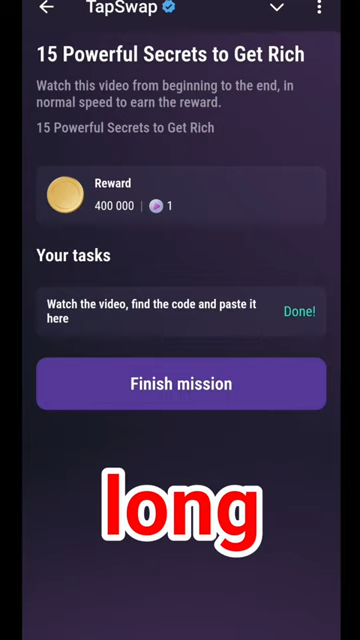 TapSwap
15 Powerful Secrets to Get Rich
Watch this video from beginning to the end, in
normal speed to earn the reward.
15 Powerful Secrets to Get Rich
Reward
400 000 | 1
Your tasks
Watch the video, find the code and paste it
here
Done!
Finish mission
long